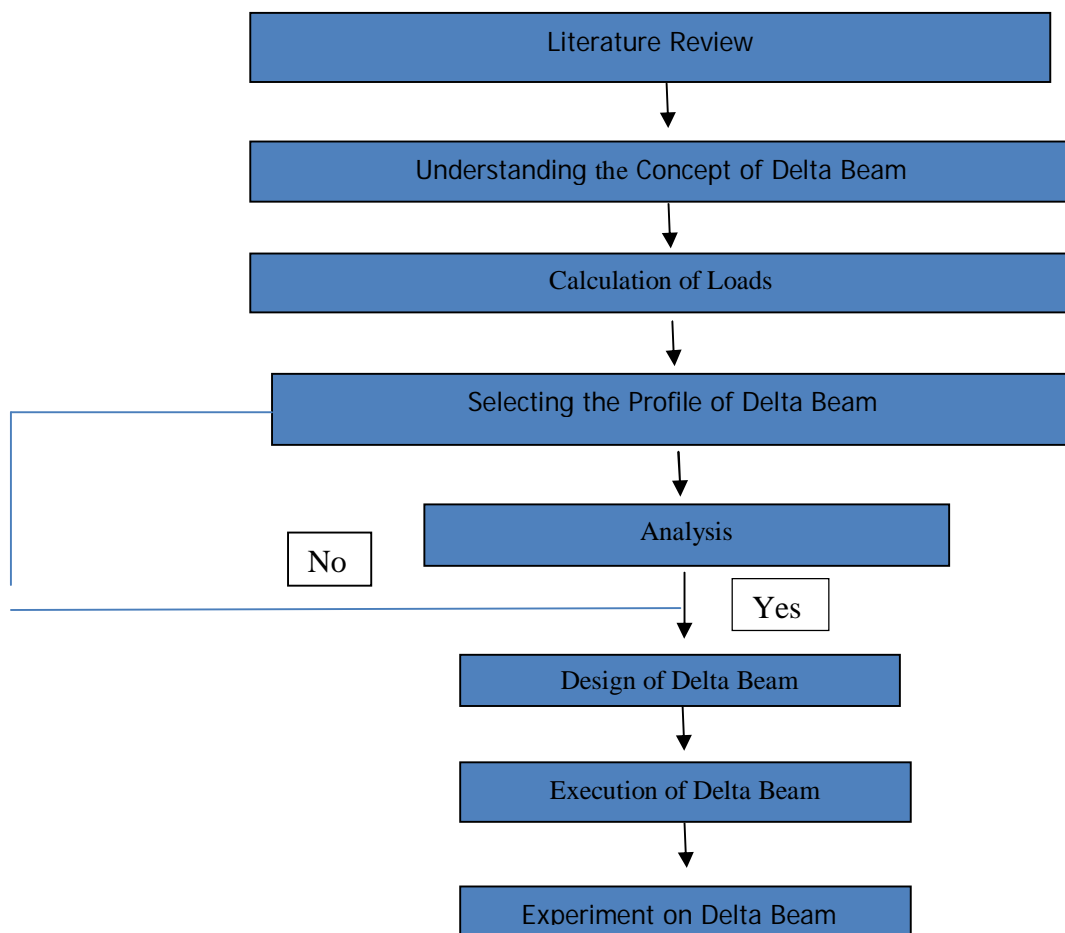 Literature Review
Understanding the Concept of Delta Beam
Calculation of Loads
Selecting the Profile of Delta Beam
Analysis
No
Yes
Design of Delta Beam
Execution of Delta Beam
Experiment on Delta Beam